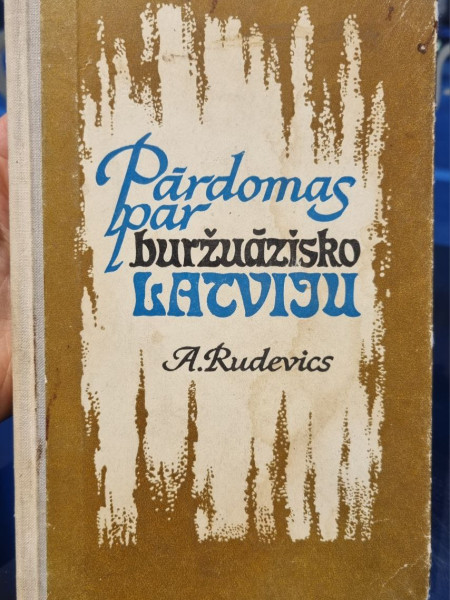 Pārdomas
par
buržuāzisko
LATVIJU
A. Rudevics